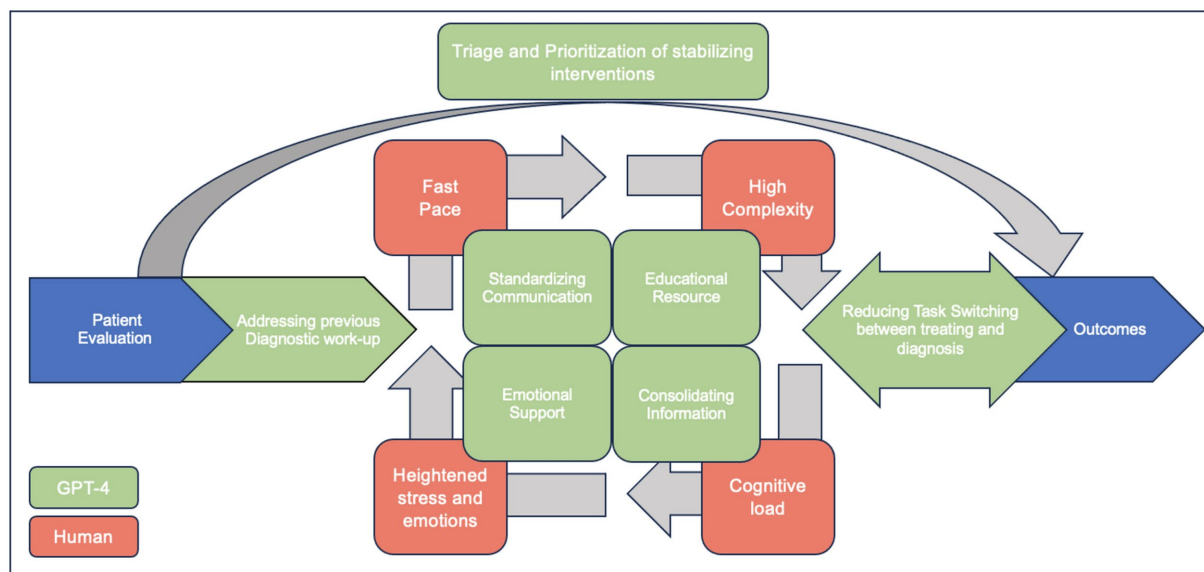 Triage and Prioritization of stabilizing
interventions
Fast
Pace
High
Complexity
Standardizing
Communication
Educational
Resource
Patient
Evaluation
Addressing previous
Diagnostic work-up
Reducing Task Switching
between treating and
diagnosis
Outcomes
Emotional
Support
Consolidating
Information
Heightened
stress and
emotions
Cognitive
load
GPT-4
Human